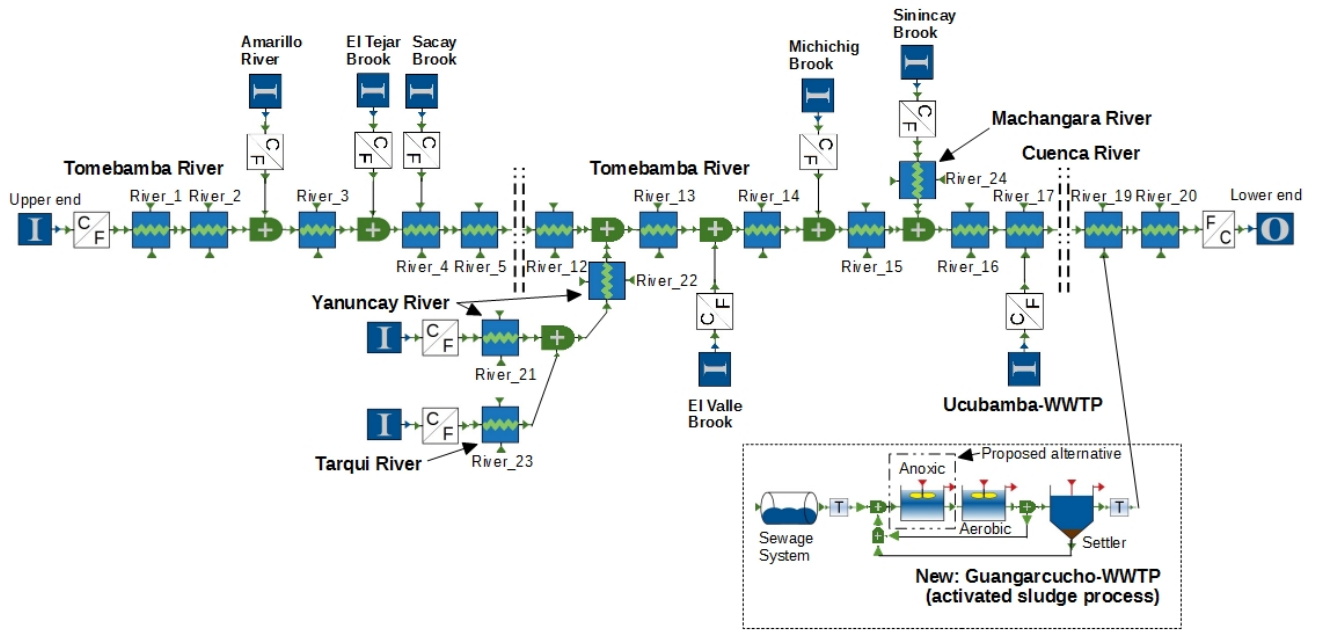 Amarillo
River
El Tejar
Brook
Sacay
Brook
Michichig
Brook
Sinincay
Brook
Machangara River
Tomebamba River
Tomebamba River
Cuenca River
Upper end
River_1
River_2
River_3
River_13
River_14
River_24
River_17
River_19
River_20
Lower end
I
C
F
I
C
F
I
C
F
I
C
F
I
C
F
I
C
F
F
C
O
River_4
River_5
River_12
River_15
River_16
Yanuncay River
River_22
I
C
F
River_21
C
F
I
C
F
I
I
C
F
River_23
Tarqui River
El Valle
Brook
Ucubamba-WWTP
Proposed alternative
Anoxic
T
T
Aerobic
Sewage
System
Settler
New: Guangarcucho-WWTP
(activated sludge process)